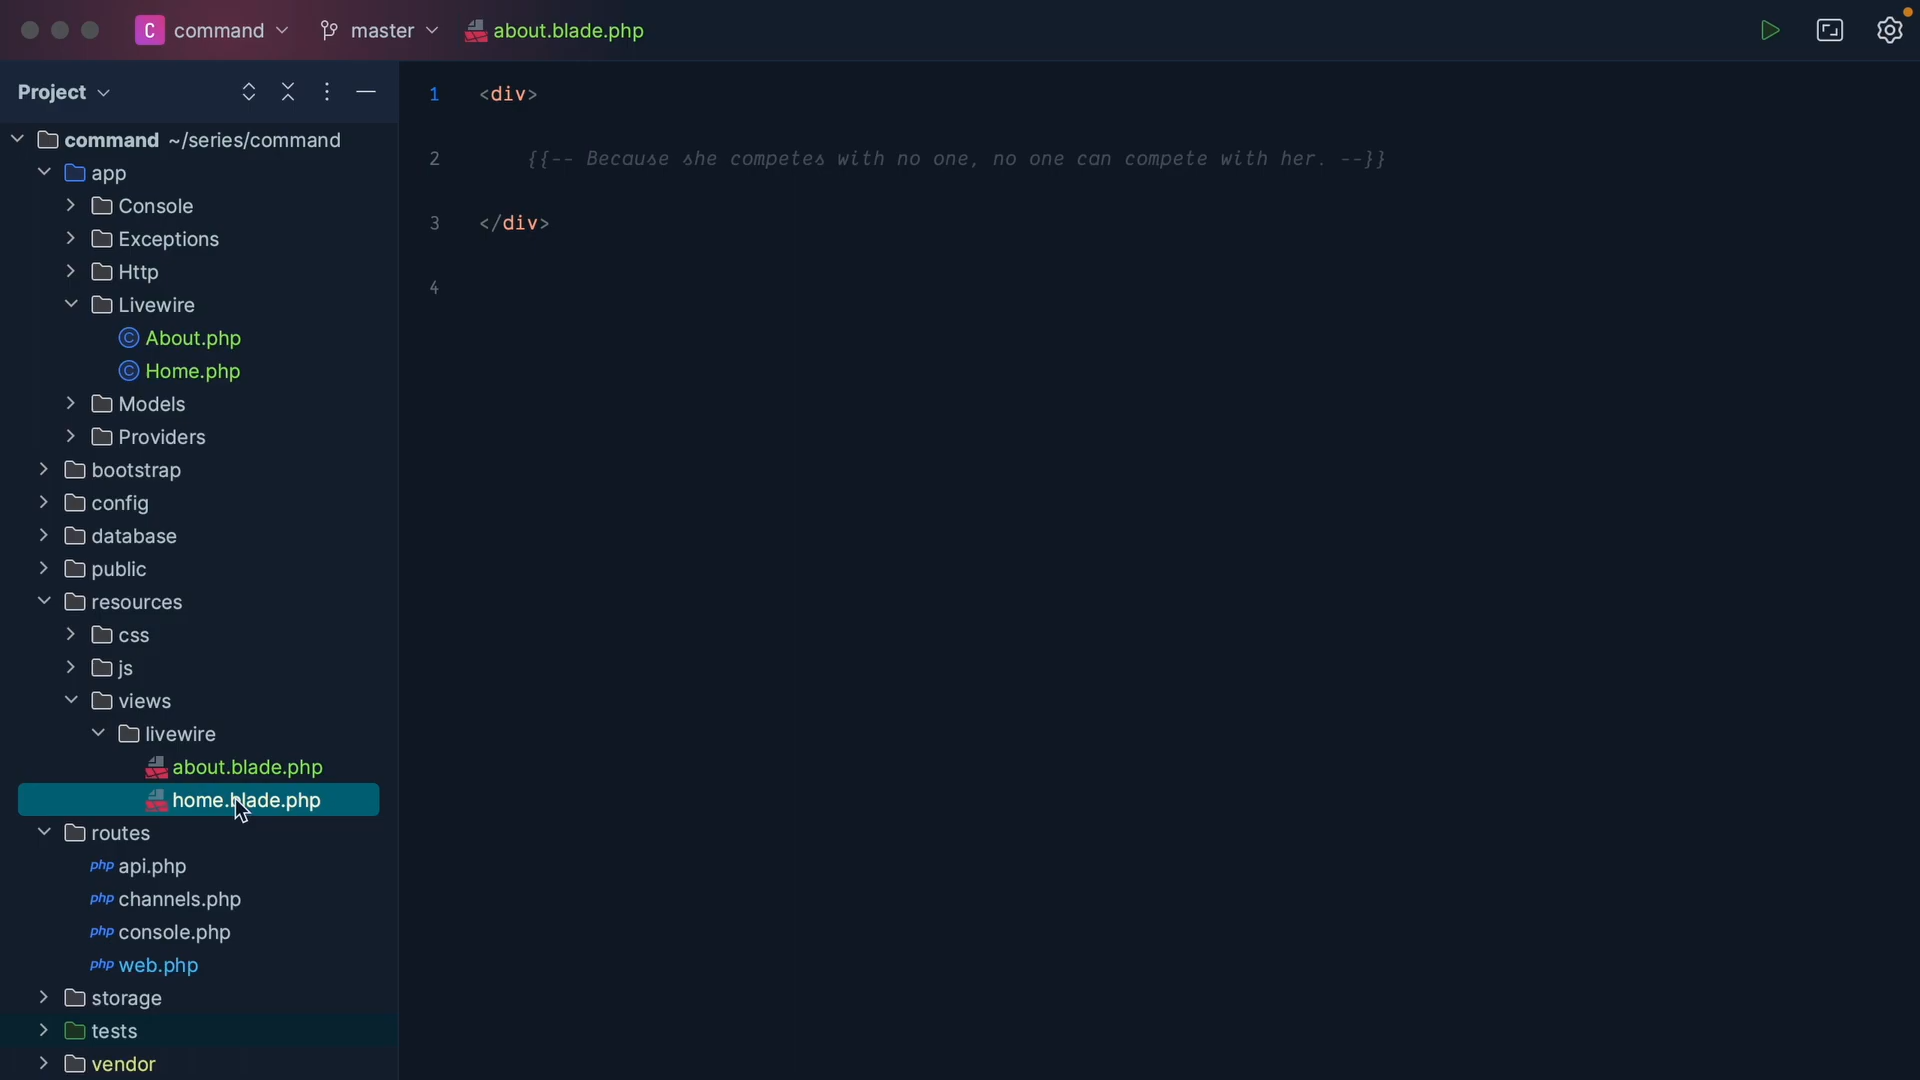 C command master about.blade.php
Project
command ~/series/command
app
Console
Exceptions
Http
Livewire
C About.php
C Home.php
Models
Providers
bootstrap
config
database
public
resources
css
js
views
livewire
about.blade.php
home.blade.php
routes
php api.php
php channels.php
php console.php
php web.php
storage
tests
vendor
1 <div>
2 {{-- Because she competes with no one, no one can compete with her. --}}
3 </div>
4